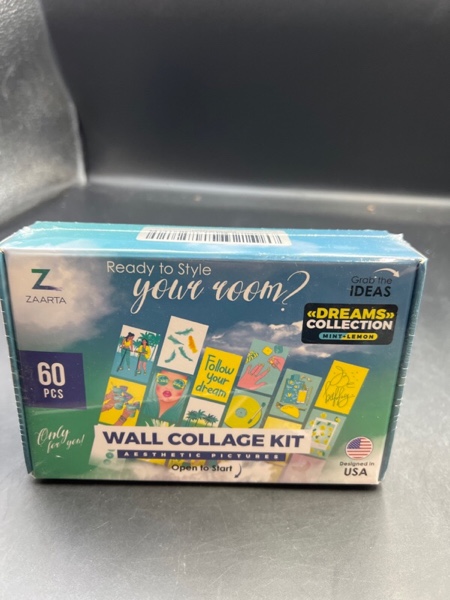 ZAARTA
Ready to Style
your room?
Grab the
IDEAS
«DREAMS»
COLLECTION
MINT+LEMON
60
PCS
Follow
your
dream
Only
for you!
WALL COLLAGE KIT
AESTHETIC PICTURES
Open to Start
Designed in
USA